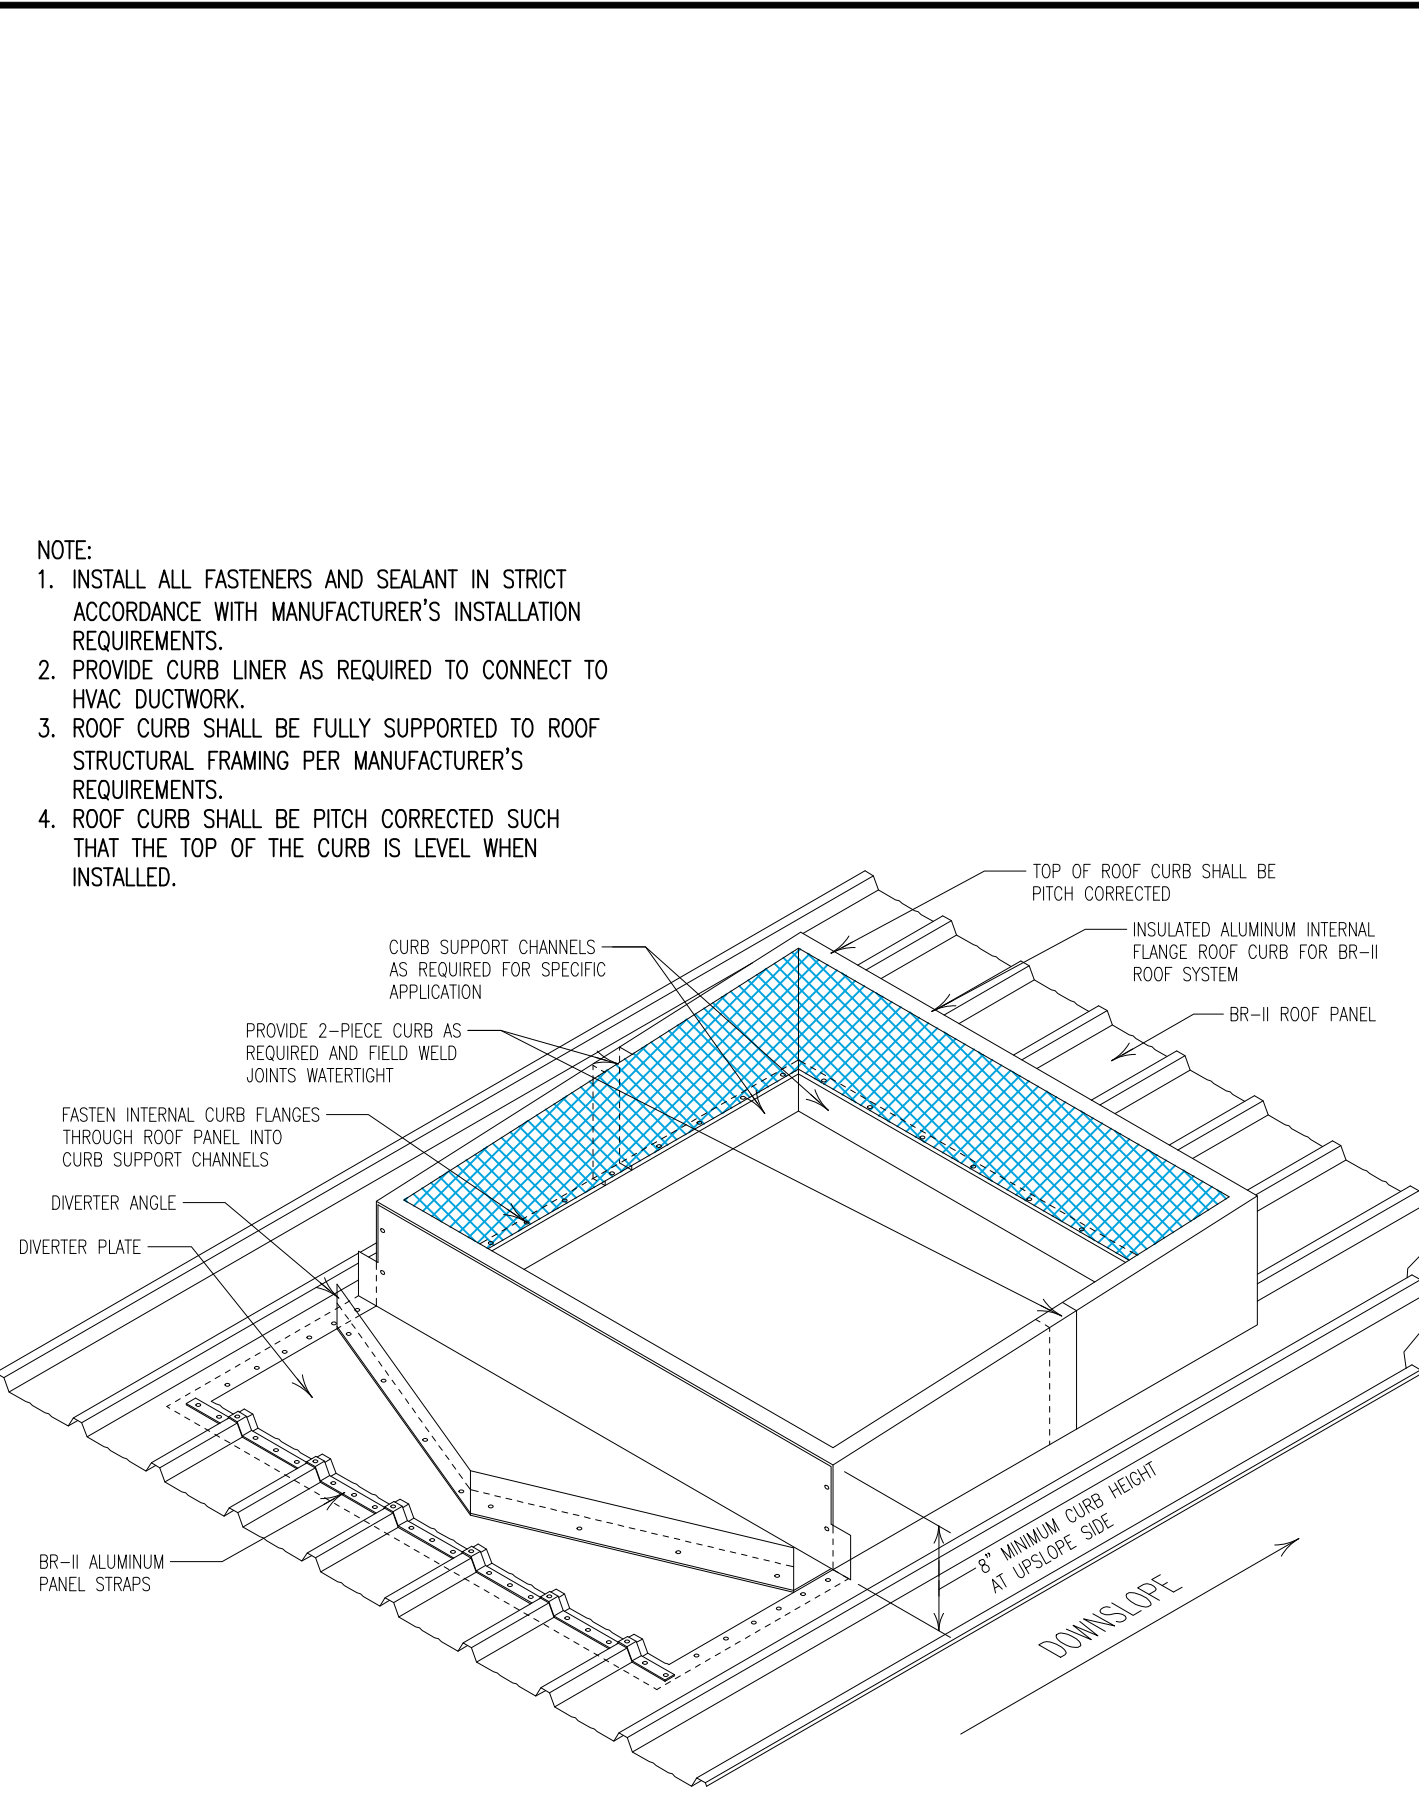 NOTE:
1. INSTALL ALL FASTENERS AND SEALANT IN STRICT
ACCORDANCE WITH MANUFACTURER'S INSTALLATION
REQUIREMENTS.
2. PROVIDE CURB LINER AS REQUIRED TO CONNECT TO
HVAC DUCTWORK.
3. ROOF CURB SHALL BE FULLY SUPPORTED TO ROOF
STRUCTURAL FRAMING PER MANUFACTURER'S
REQUIREMENTS.
4. ROOF CURB SHALL BE PITCH CORRECTED SUCH
THAT THE TOP OF THE CURB IS LEVEL WHEN
INSTALLED.
TOP OF ROOF CURB SHALL BE
PITCH CORRECTED
INSULATED ALUMINUM INTERNAL
FLANGE ROOF CURB FOR BR-II
ROOF SYSTEM
BR-II ROOF PANEL
CURB SUPPORT CHANNELS
AS REQUIRED FOR SPECIFIC
APPLICATION
PROVIDE 2-PIECE CURB AS
REQUIRED AND FIELD WELD
JOINTS WATERTIGHT
FASTEN INTERNAL CURB FLANGES
THROUGH ROOF PANEL INTO
CURB SUPPORT CHANNELS
DIVERTER ANGLE
DIVERTER PLATE
BR-II ALUMINUM
PANEL STRAPS
8" MINIMUM CURB HEIGHT
AT UPSLOPE SIDE
DOWNSLOPE